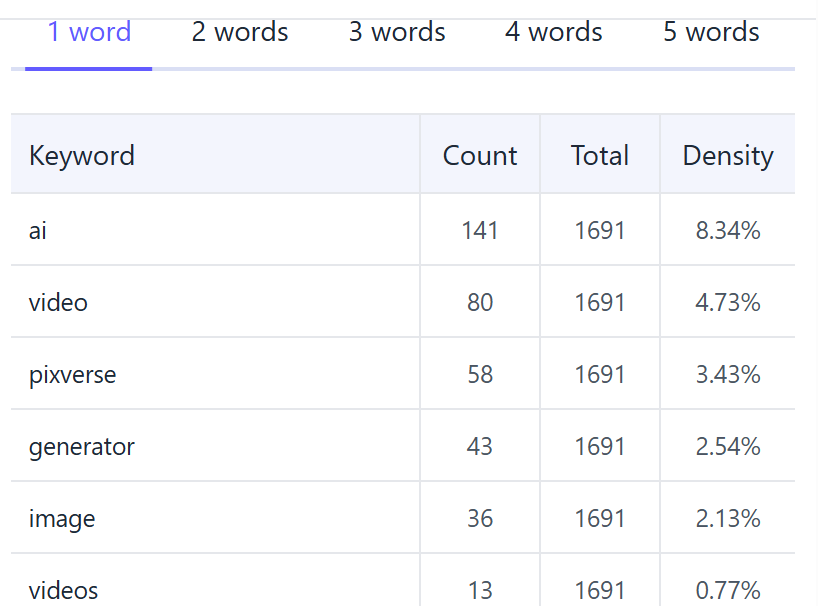 1 word 2 words 3 words 4 words 5 words
Keyword Count Total Density
ai 141 1691 8.34%
video 80 1691 4.73%
pixverse 58 1691 3.43%
generator 43 1691 2.54%
image 36 1691 2.13%
videos 13 1691 0.77%